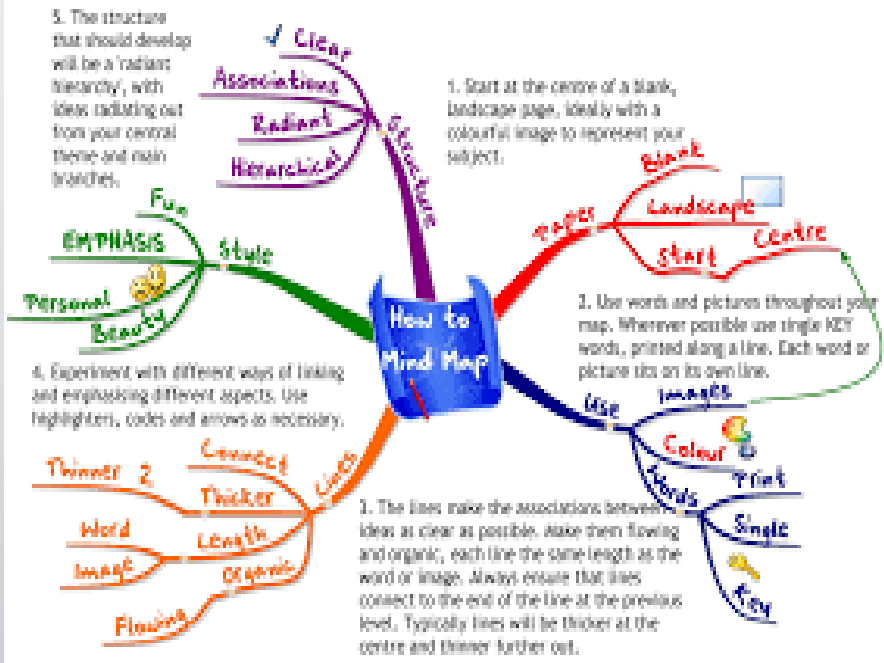 5. The structure
that should develop
will be a 'radiant
hierarchy', with
ideas radiating out
from your central
theme and main
branches.
Clear
Associations
Radiant
Hierarchical
Structure
1. Start at the centre of a blank,
landscape page, ideally with a
colourful image to represent your
subject.
Paper
Blank
Landscape
Start
Centre
2. Use words and pictures throughout your
map. Wherever possible use single KEY
words, printed along a line. Each word or
picture sits on its own line.
How to
Mind Map
Use
Images
Colour
Words
Print
Single
Key
3. The lines make the associations between
ideas as clear as possible. Make them flowing
and organic, each line the same length as the
word or image. Always ensure that lines
connect to the end of the line at the previous
level. Typically lines will be thicker at the
centre and thinner further out.
Lines
Connect
Thicker
Thinner 2
Length
Word
Image
Organic
Flowing
4. Experiment with different ways of linking
and emphasising different aspects. Use
highlighters, codes and arrows as necessary.
Style
Fun
EMPHASIS
Personal
Beauty